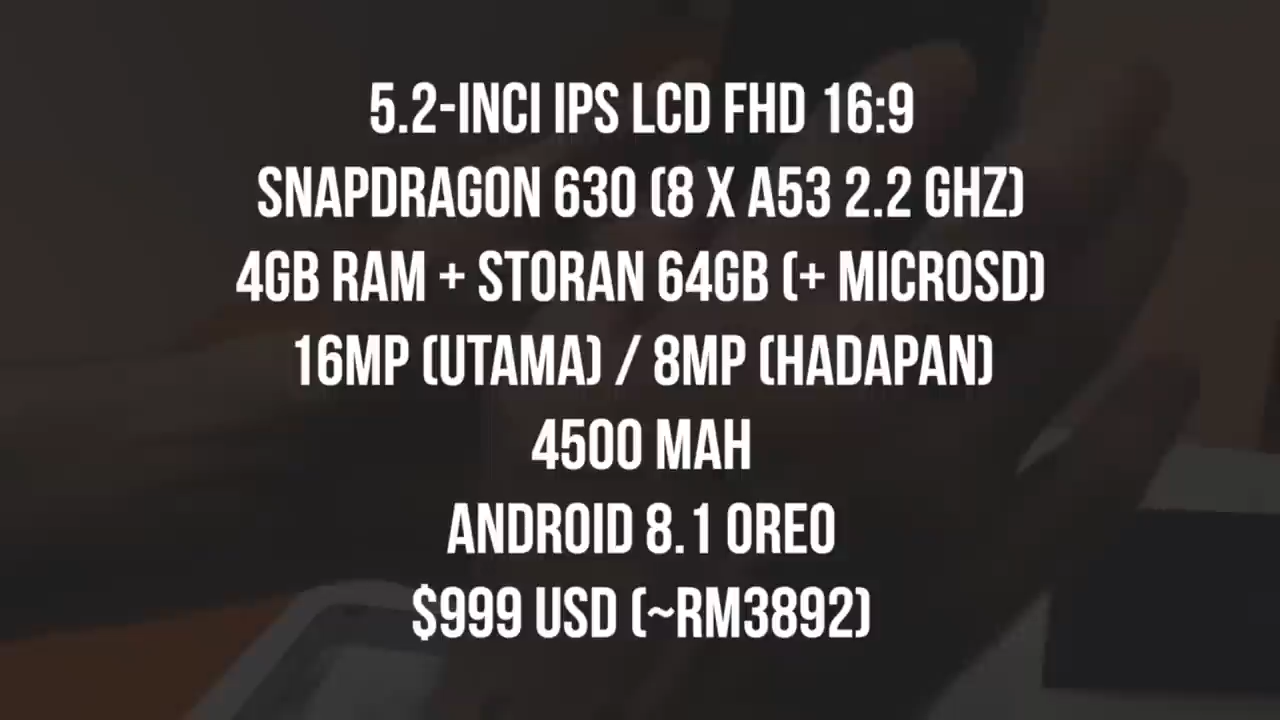 5.2-INCI IPS LCD FHD 16:9
SNAPDRAGON 630 (8 X A53 2.2 GHZ)
4GB RAM + STORAN 64GB (+ MICROSD)
16MP (UTAMA) / 8MP (HADAPAN)
4500 MAH
ANDROID 8.1 OREO
$999 USD (~RM3892)